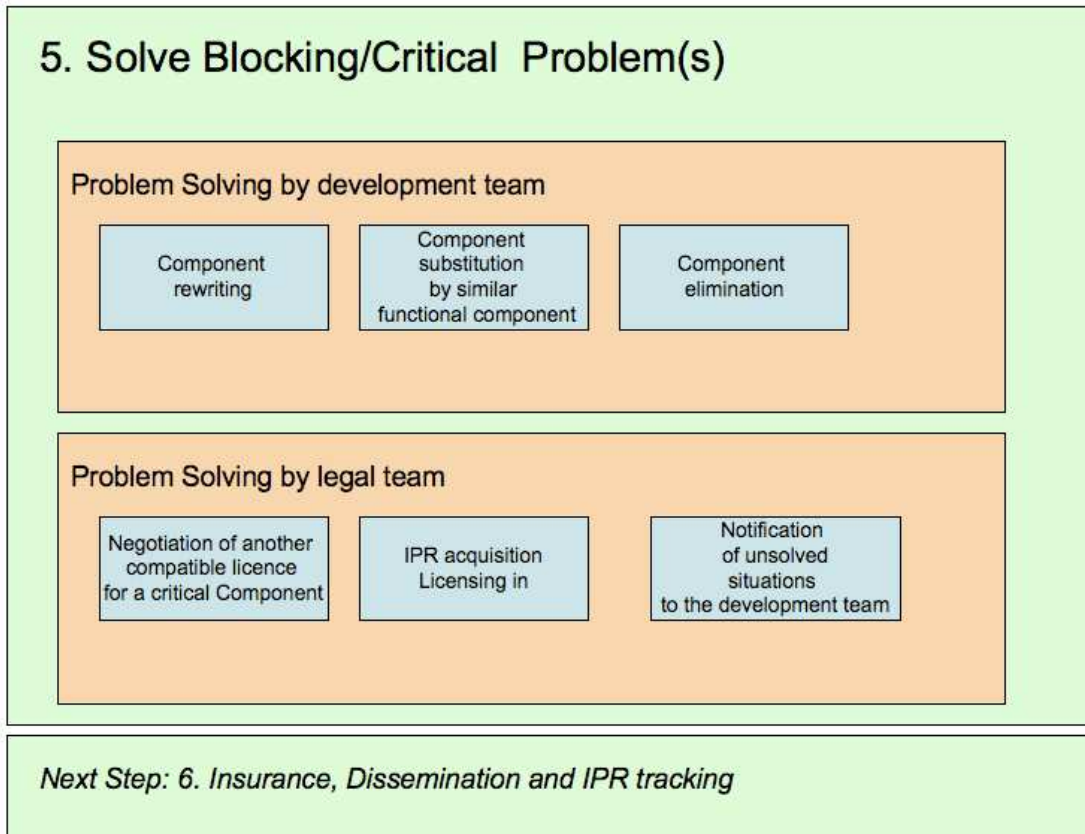 5. Solve Blocking/Critical Problem(s)
Problem Solving by development team
Component
rewriting
Component
substitution
by similar
functional component
Component
elimination
Problem Solving by legal team
Negotiation of another
compatible licence
for a critical Component
IPR acquisition
Licensing in
Notification
of unsolved
situations
to the development team
Next Step: 6. Insurance, Dissemination and IPR tracking